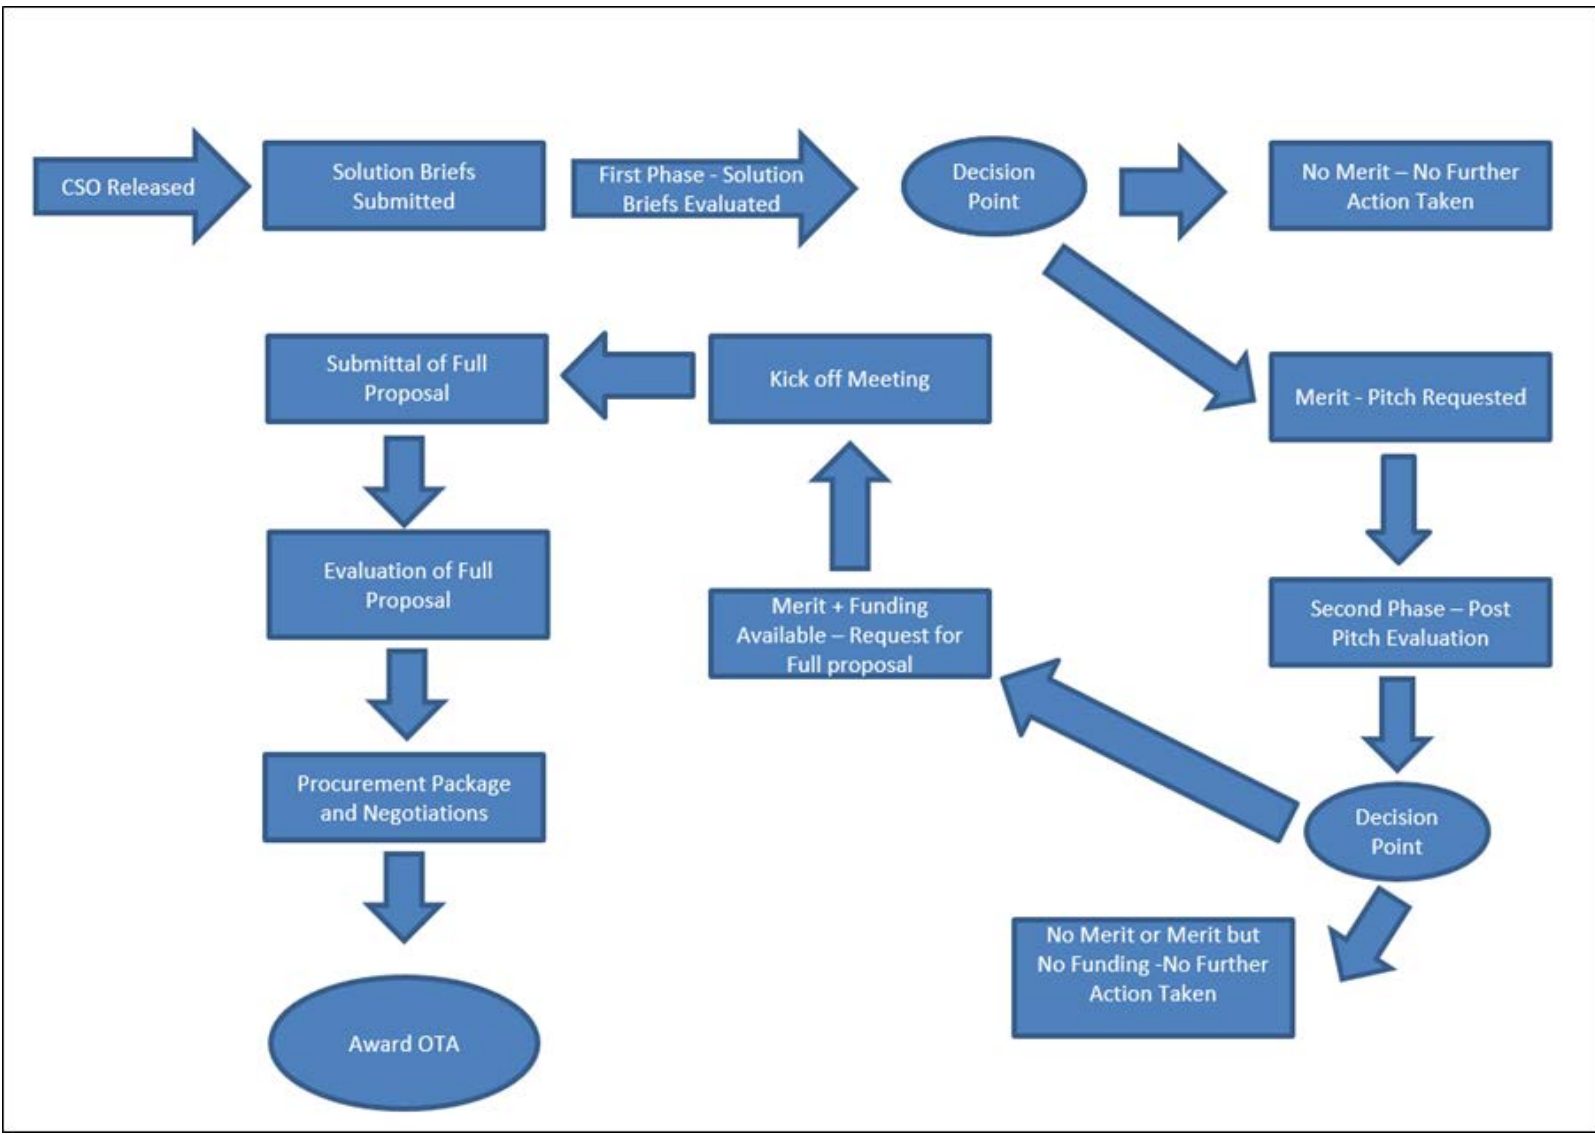 CSO Released
Solution Briefs
Submitted
First Phase - Solution
Briefs Evaluated
Decision
Point
No Merit – No Further
Action Taken
Merit - Pitch Requested
Second Phase – Post
Pitch Evaluation
Decision
Point
No Merit or Merit but
No Funding -No Further
Action Taken
Merit + Funding
Available – Request for
Full proposal
Kick off Meeting
Submittal of Full
Proposal
Evaluation of Full
Proposal
Procurement Package
and Negotiations
Award OTA